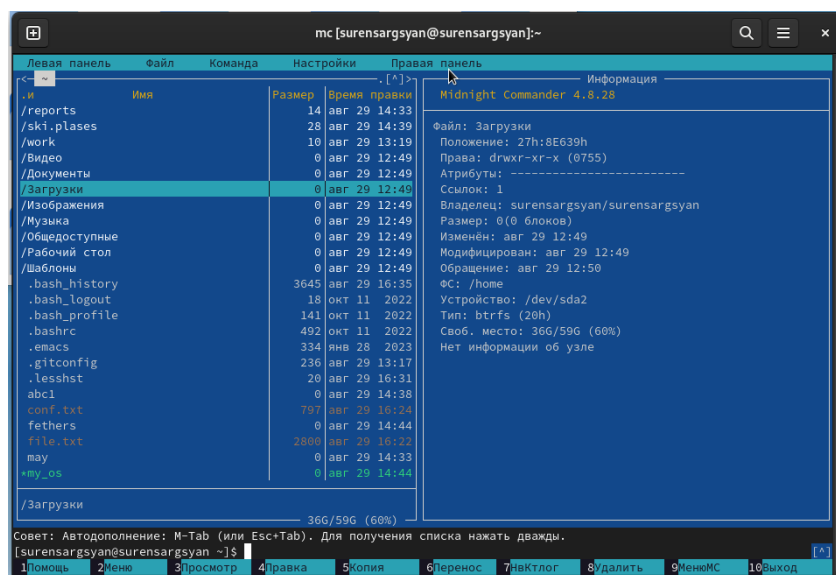 mc [surensargsyan@surensargsyan]:~
Левая панель Файл Команда Настройки Правая панель
<─ ~ .[^]>
.и Имя Размер Время правки
/reports 14 авг 29 14:33
/ski.plases 28 авг 29 14:39
/work 10 авг 29 13:19
/Видео 0 авг 29 12:49
/Документы 0 авг 29 12:49
/Загрузки 0 авг 29 12:49
/Изображения 0 авг 29 12:49
/Музыка 0 авг 29 12:49
/Общедоступные 0 авг 29 12:49
/Рабочий стол 0 авг 29 12:49
/Шаблоны 0 авг 29 12:49
.bash_history 3645 авг 29 16:35
.bash_logout 18 окт 11 2022
.bash_profile 141 окт 11 2022
.bashrc 492 окт 11 2022
.emacs 334 янв 28 2023
.gitconfig 236 авг 29 13:17
.lesshst 20 авг 29 16:31
abc1 0 авг 29 14:38
conf.txt 797 авг 29 16:24
fethers 0 авг 29 14:44
file.txt 2800 авг 29 16:22
may 0 авг 29 14:33
*my_os 0 авг 29 14:44
/Загрузки
36G/59G (60%)
Информация
Midnight Commander 4.8.28
Файл: Загрузки
Положение: 27h:8E639h
Права: drwxr-xr-x (0755)
Атрибуты: -------------------------
Ссылок: 1
Владелец: surensargsyan/surensargsyan
Размер: 0(0 блоков)
Изменён: авг 29 12:49
Модифицирован: авг 29 12:49
Обращение: авг 29 12:50
ФС: /home
Устройство: /dev/sda2
Тип: btrfs (20h)
Своб. место: 36G/59G (60%)
Нет информации об узле
Совет: Автодополнение: M-Tab (или Esc+Tab). Для получения списка нажать дважды.
[surensargsyan@surensargsyan ~]$ [^]
1Помощь 2Меню 3Просмотр 4Правка 5Копия 6Перенос 7НвКтлог 8Удалить 9МенюMC 10Выход